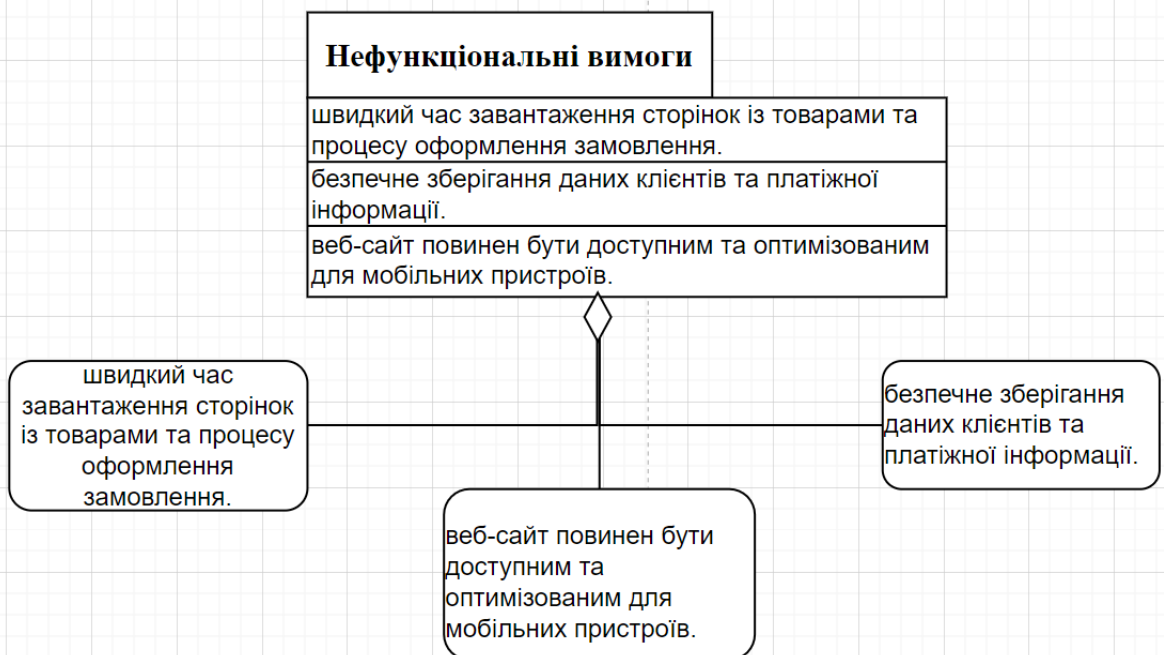 Нефункціональні вимоги
швидкий час завантаження сторінок із товарами та
процесу оформлення замовлення.
безпечне зберігання даних клієнтів та платіжної
інформації.
веб-сайт повинен бути доступним та оптимізованим
для мобільних пристроїв.
швидкий час
завантаження сторінок
із товарами та процесу
оформлення
замовлення.
безпечне зберігання
даних клієнтів та
платіжної інформації.
веб-сайт повинен бути
доступним та
оптимізованим для
мобільних пристроїв.